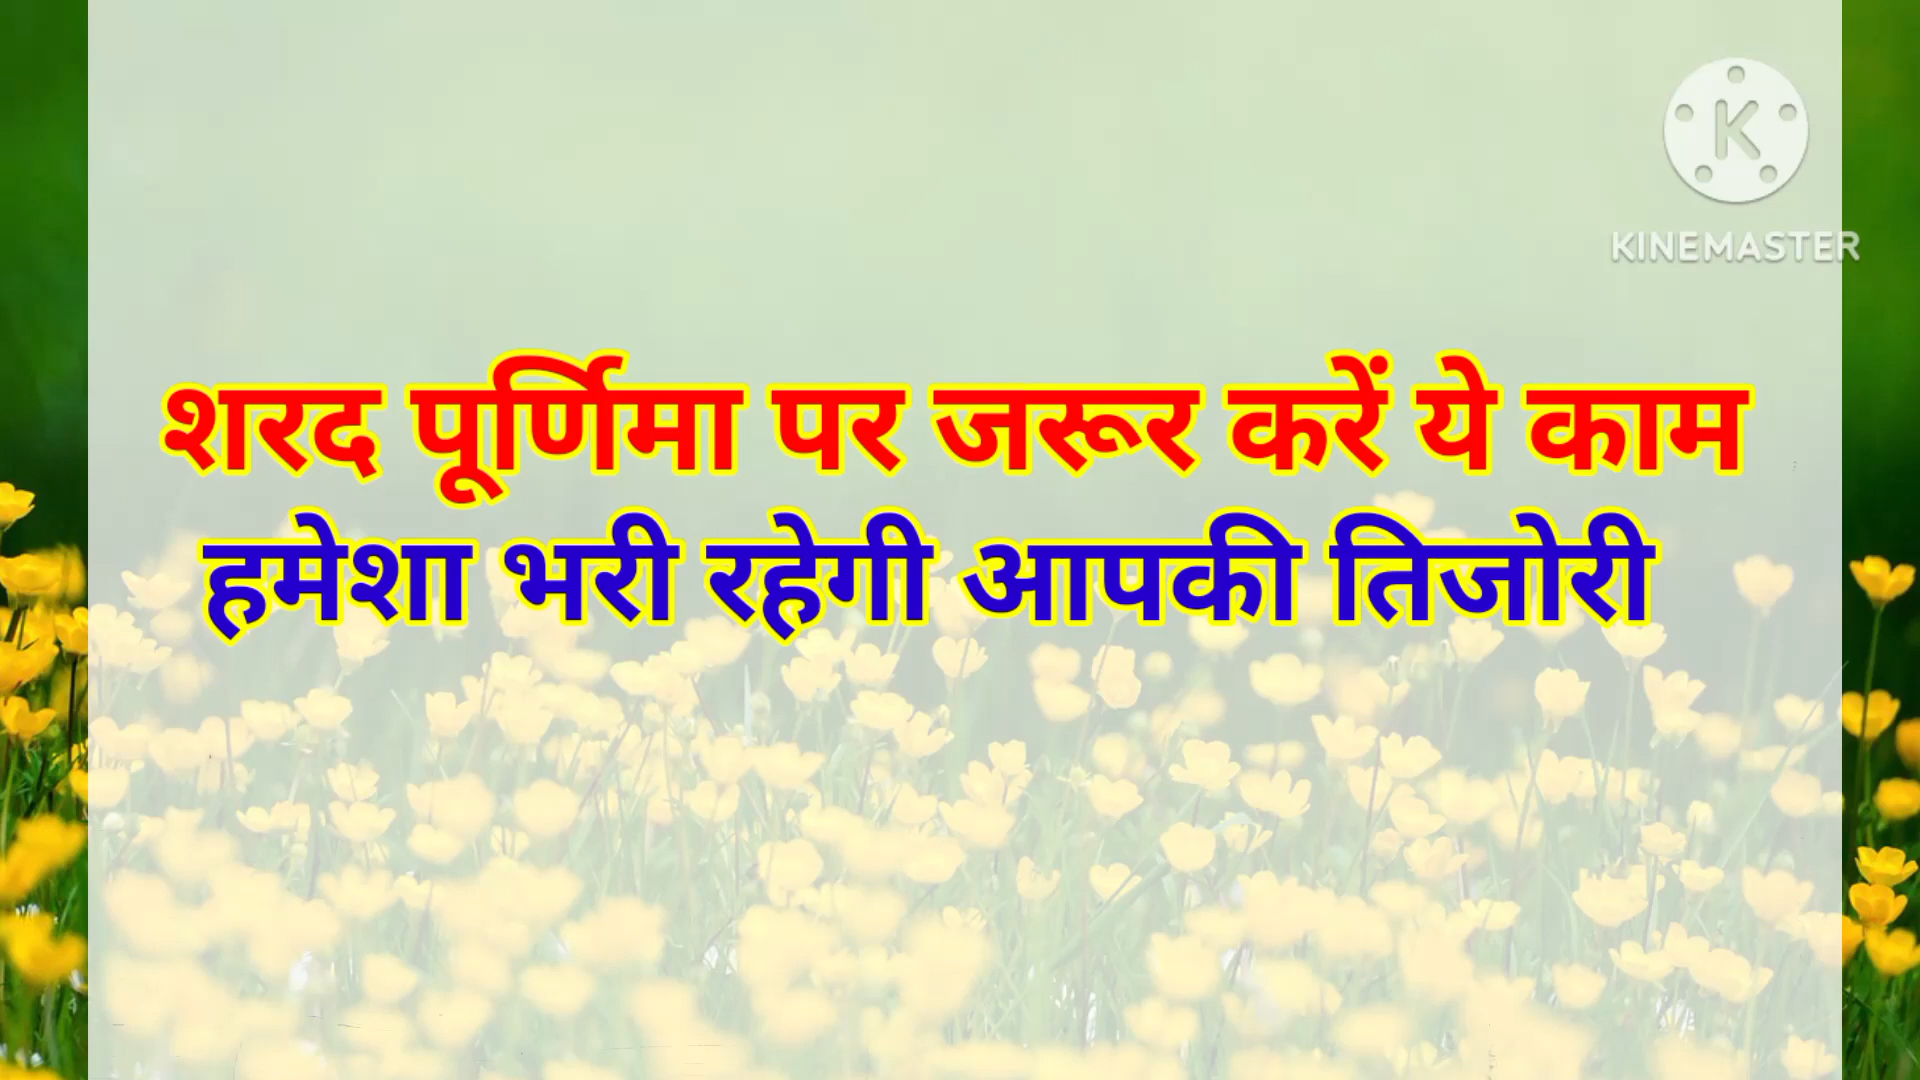 KINEMASTER
शरद पूर्णिमा पर जरूर करें ये काम
हमेशा भरी रहेगी आपकी तिजोरी